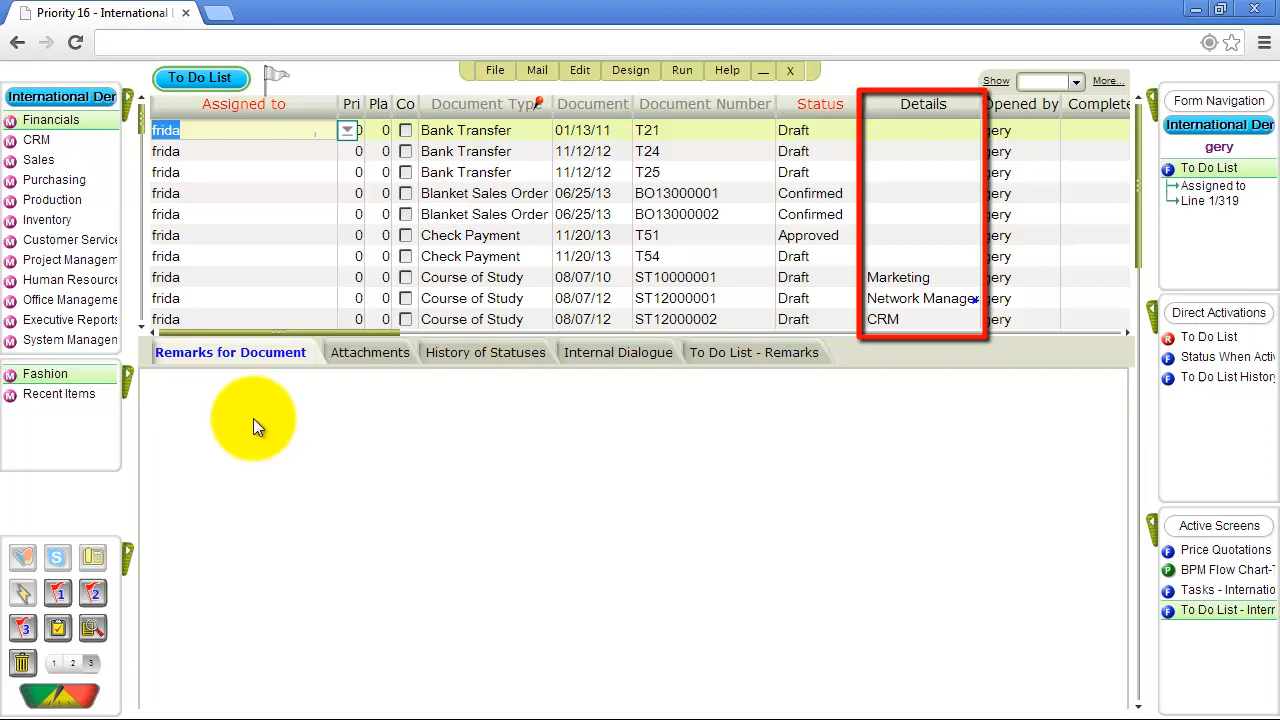 Priority 16 - International
To Do List
File Mail Edit Design Run Help — X
Show More...
Form Navigation
International Der
gery
To Do List
Assigned to
Line 1/319
International Der
Financials
CRM
Sales
Purchasing
Production
Inventory
Customer Service
Project Managem
Human Resource
Office Manageme
Executive Reports
System Managem
Fashion
Recent Items
Assigned to Pri Pla Co Document Typ Document Document Number Status Details Opened by Complete
frida 0 Bank Transfer 01/13/11 T21 Draft gery
frida 0 0 Bank Transfer 11/12/12 T24 Draft gery
frida 0 0 Bank Transfer 11/12/12 T25 Draft gery
frida 0 0 Blanket Sales Order 06/25/13 BO13000001 Confirmed gery
frida 0 0 Blanket Sales Order 06/25/13 BO13000002 Confirmed gery
frida 0 0 Check Payment 11/20/13 T51 Approved gery
frida 0 0 Check Payment 11/20/13 T54 Draft gery
frida 0 0 Course of Study 08/07/10 ST10000001 Draft Marketing gery
frida 0 0 Course of Study 08/07/12 ST12000001 Draft Network Manager gery
frida 0 0 Course of Study 08/07/12 ST12000002 Draft CRM gery
Remarks for Document Attachments History of Statuses Internal Dialogue To Do List - Remarks
Direct Activations
To Do List
Status When Acti
To Do List Histor
Active Screens
Price Quotations
BPM Flow Chart-
Tasks - Internatio
To Do List - Intern
1 2
3
1 2 3